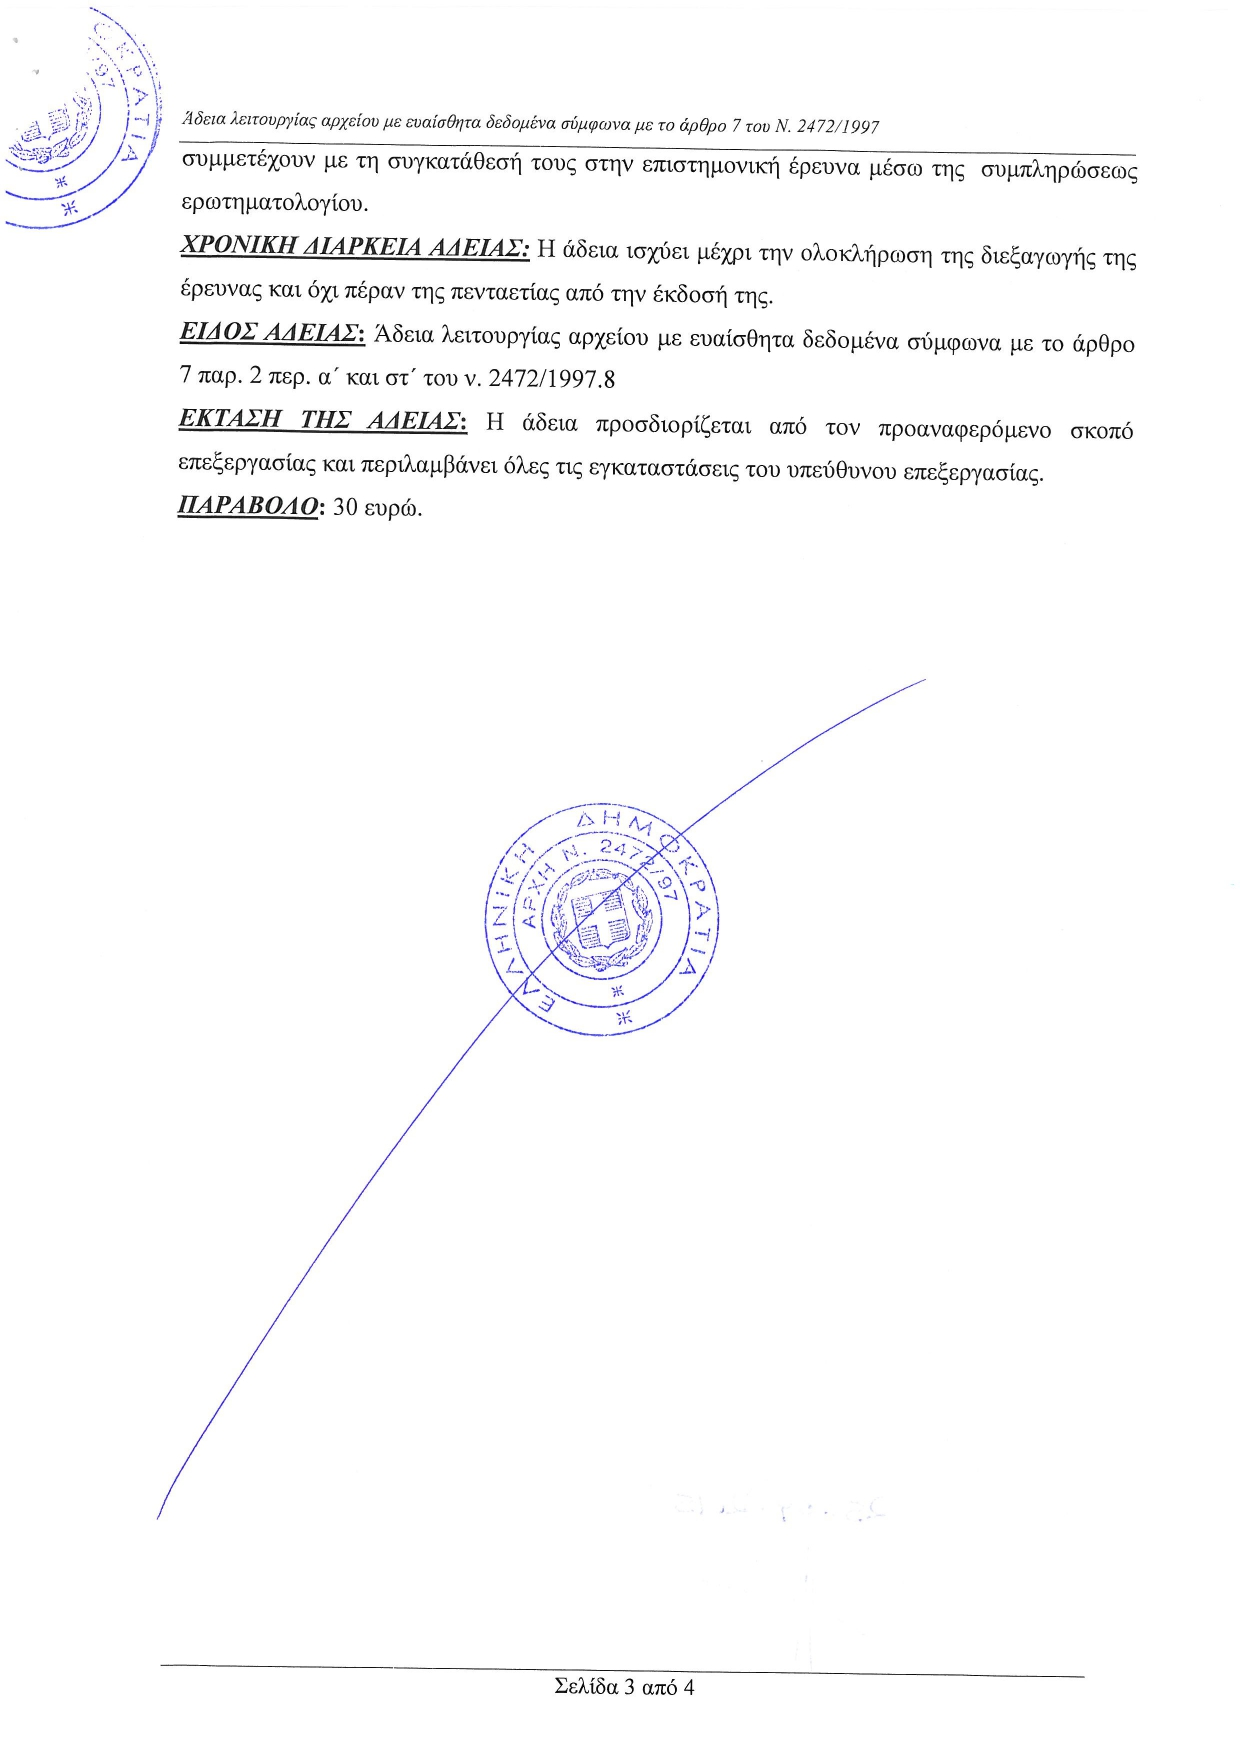 Άδεια λειτουργίας αρχείου με ευαίσθητα δεδομένα σύμφωνα με το άρθρο 7 του Ν. 2472/1997
συμμετέχουν με τη συγκατάθεσή τους στην επιστημονική έρευνα μέσω της συμπληρώσεως
ερωτηματολογίου.
ΧΡΟΝΙΚΗ ΔΙΑΡΚΕΙΑ ΑΔΕΙΑΣ: Η άδεια ισχύει μέχρι την ολοκλήρωση της διεξαγωγής της
έρευνας και όχι πέραν της πενταετίας από την έκδοσή της.
ΕΙΔΟΣ ΑΔΕΙΑΣ: Άδεια λειτουργίας αρχείου με ευαίσθητα δεδομένα σύμφωνα με το άρθρο
7 παρ. 2 περ. α΄ και στ΄ του ν. 2472/1997.8
ΕΚΤΑΣΗ ΤΗΣ ΑΔΕΙΑΣ: Η άδεια προσδιορίζεται από τον προαναφερόμενο σκοπό
επεξεργασίας και περιλαμβάνει όλες τις εγκαταστάσεις του υπεύθυνου επεξεργασίας.
ΠΑΡΑΒΟΛΟ: 30 ευρώ.
ΕΛΛΗΝΙΚΗ ΔΗΜΟΚΡΑΤΙΑ
ΑΡΧΗ Ν. 2472/97
Σελίδα 3 από 4